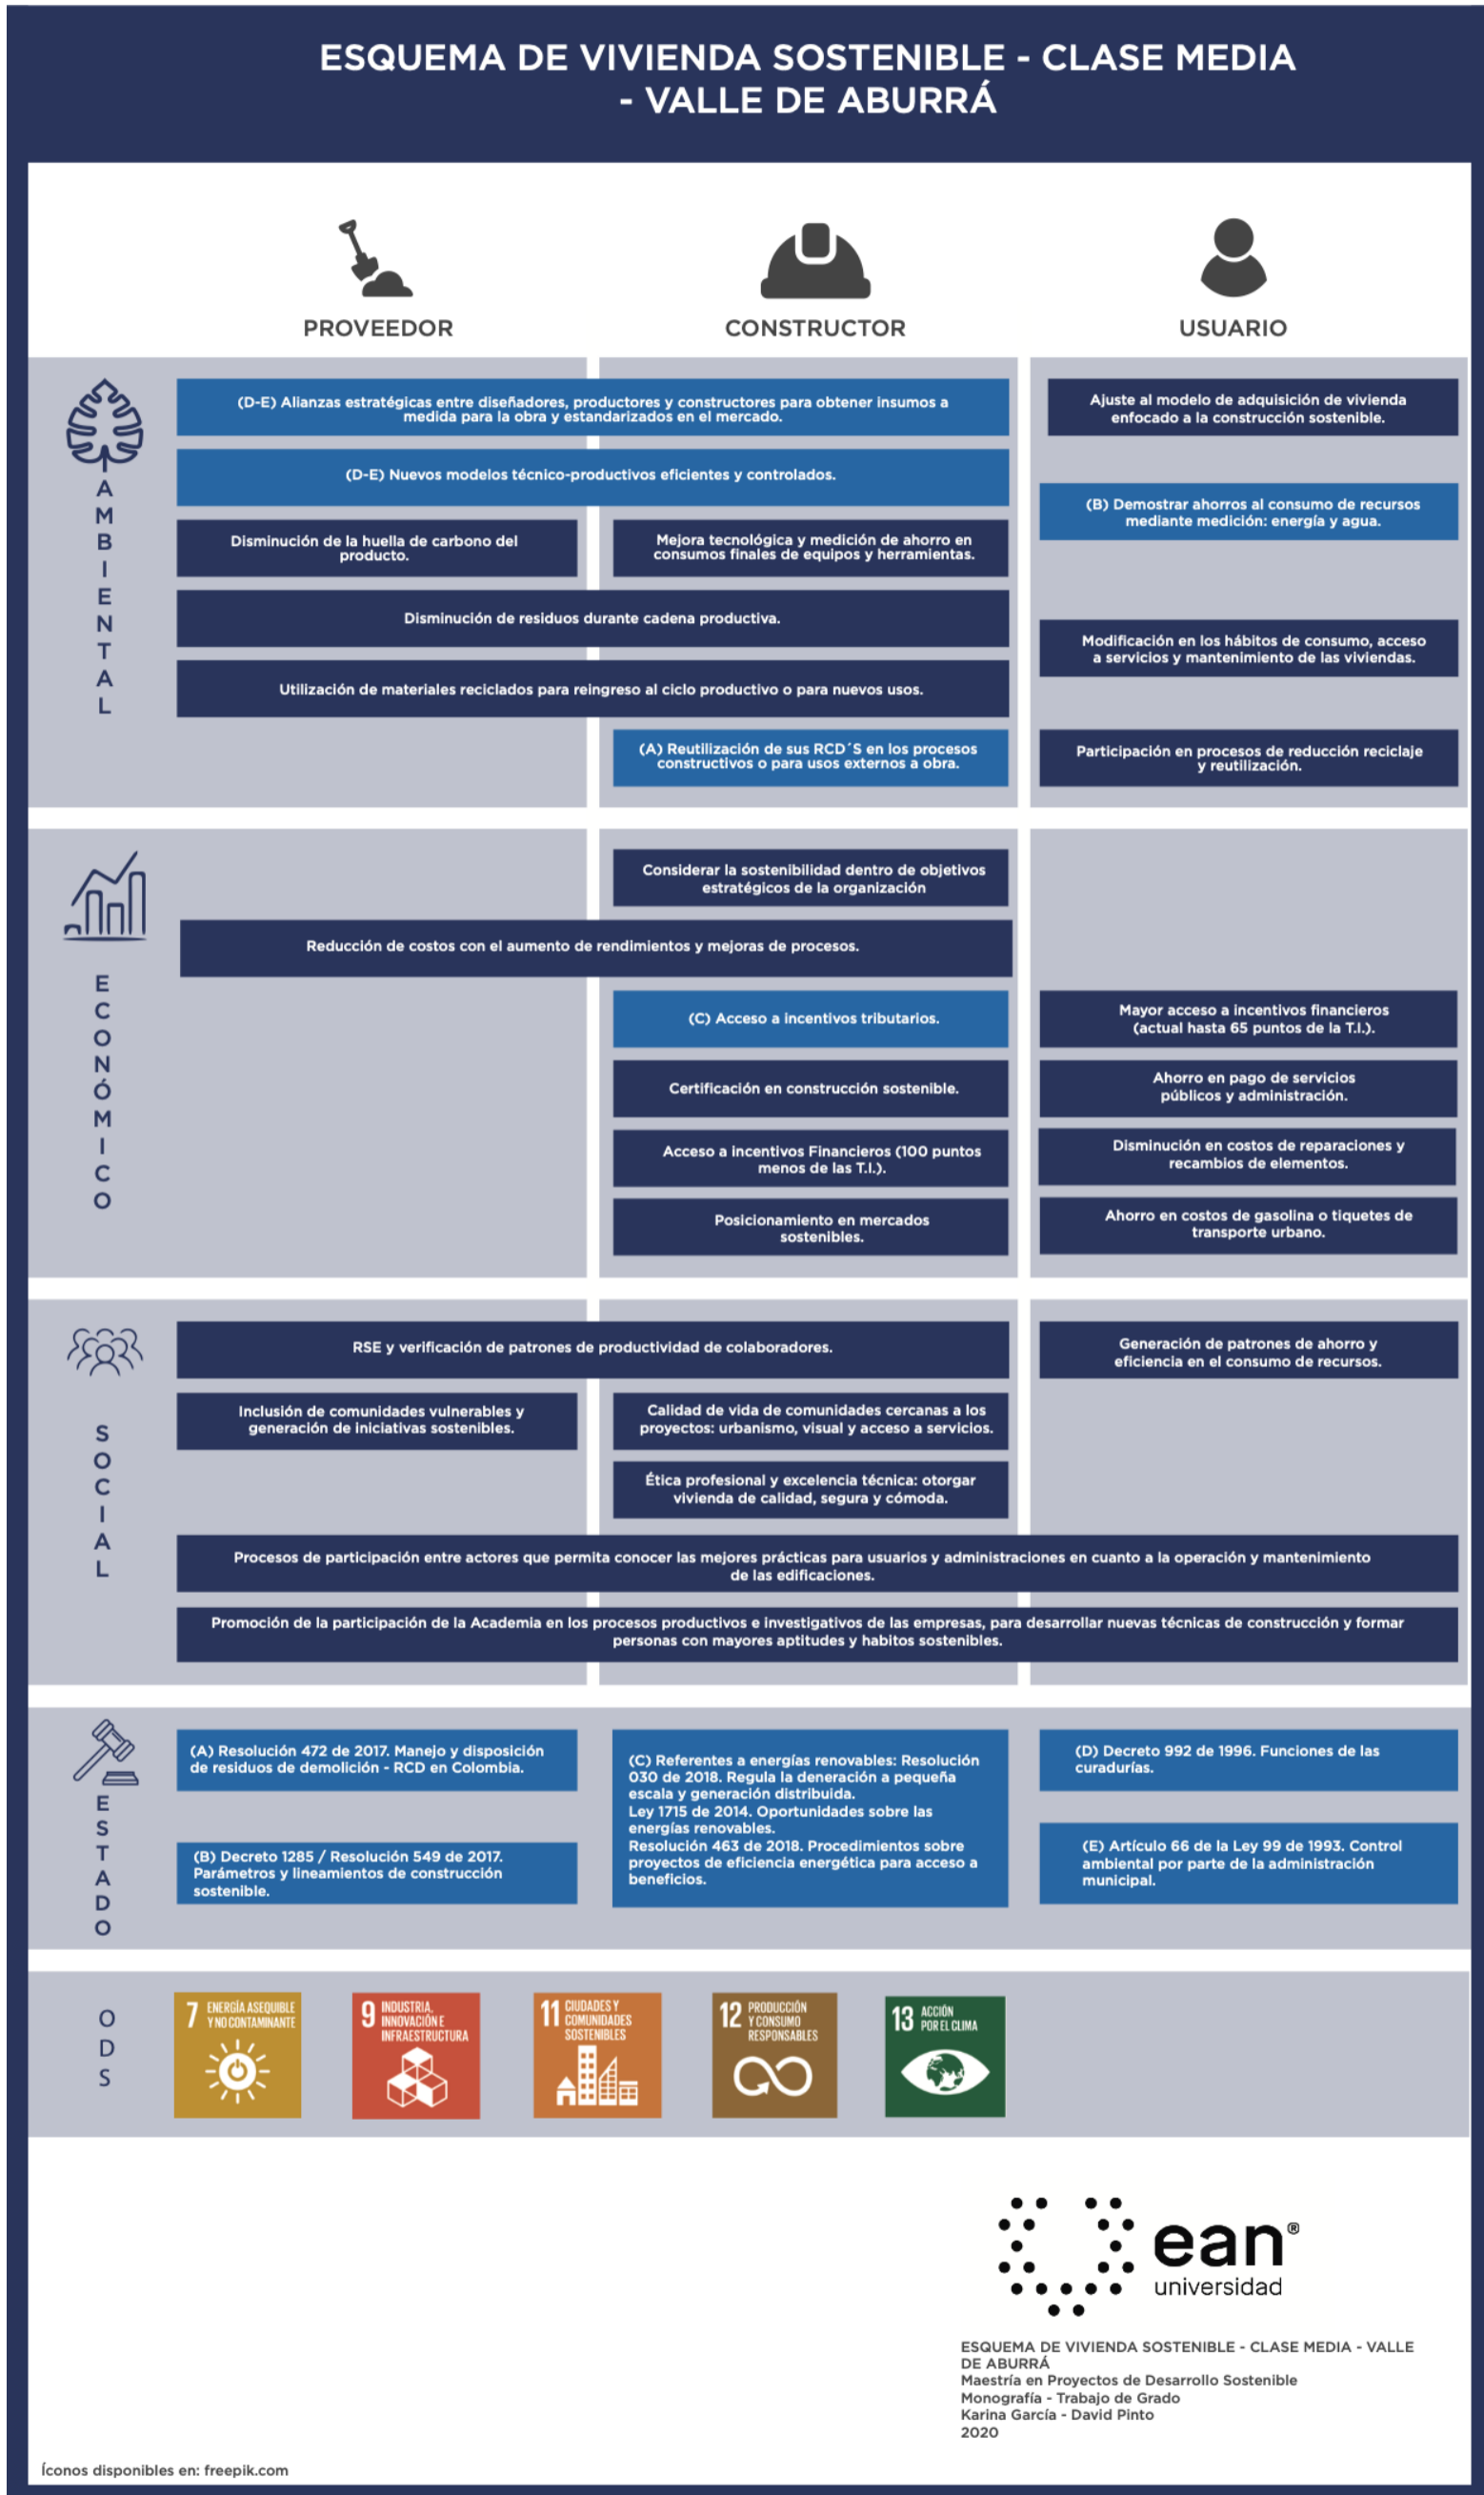 ESQUEMA DE VIVIENDA SOSTENIBLE - CLASE MEDIA
- VALLE DE ABURRÁ
PROVEEDOR
CONSTRUCTOR
USUARIO
AMBIENTAL
(D-E) Alianzas estratégicas entre diseñadores, productores y constructores para obtener insumos a
medida para la obra y estandarizados en el mercado.
Ajuste al modelo de adquisición de vivienda
enfocado a la construcción sostenible.
(D-E) Nuevos modelos técnico-productivos eficientes y controlados.
(B) Demostrar ahorros al consumo de recursos
mediante medición: energía y agua.
Disminución de la huella de carbono del
producto.
Mejora tecnológica y medición de ahorro en
consumos finales de equipos y herramientas.
Disminución de residuos durante cadena productiva.
Modificación en los hábitos de consumo, acceso
a servicios y mantenimiento de las viviendas.
Utilización de materiales reciclados para reingreso al ciclo productivo o para nuevos usos.
(A) Reutilización de sus RCD´S en los procesos
constructivos o para usos externos a obra.
Participación en procesos de reducción reciclaje
y reutilización.
ECONÓMICO
Considerar la sostenibilidad dentro de objetivos
estratégicos de la organización
Reducción de costos con el aumento de rendimientos y mejoras de procesos.
(C) Acceso a incentivos tributarios.
Mayor acceso a incentivos financieros
(actual hasta 65 puntos de la T.I.).
Certificación en construcción sostenible.
Ahorro en pago de servicios
públicos y administración.
Acceso a incentivos Financieros (100 puntos
menos de las T.I.).
Disminución en costos de reparaciones y
recambios de elementos.
Posicionamiento en mercados
sostenibles.
Ahorro en costos de gasolina o tiquetes de
transporte urbano.
SOCIAL
RSE y verificación de patrones de productividad de colaboradores.
Generación de patrones de ahorro y
eficiencia en el consumo de recursos.
Inclusión de comunidades vulnerables y
generación de iniciativas sostenibles.
Calidad de vida de comunidades cercanas a los
proyectos: urbanismo, visual y acceso a servicios.
Ética profesional y excelencia técnica: otorgar
vivienda de calidad, segura y cómoda.
Procesos de participación entre actores que permita conocer las mejores prácticas para usuarios y administraciones en cuanto a la operación y mantenimiento
de las edificaciones.
Promoción de la participación de la Academia en los procesos productivos e investigativos de las empresas, para desarrollar nuevas técnicas de construcción y formar
personas con mayores aptitudes y habitos sostenibles.
ESTADO
(A) Resolución 472 de 2017. Manejo y disposición
de residuos de demolición - RCD en Colombia.
(B) Decreto 1285 / Resolución 549 de 2017.
Parámetros y lineamientos de construcción
sostenible.
(C) Referentes a energías renovables: Resolución
030 de 2018. Regula la deneración a pequeña
escala y generación distribuida.
Ley 1715 de 2014. Oportunidades sobre las
energías renovables.
Resolución 463 de 2018. Procedimientos sobre
proyectos de eficiencia energética para acceso a
beneficios.
(D) Decreto 992 de 1996. Funciones de las
curadurías.
(E) Artículo 66 de la Ley 99 de 1993. Control
ambiental por parte de la administración
municipal.
ODS
7 ENERGÍA ASEQUIBLE
Y NO CONTAMINANTE
9 INDUSTRIA,
INNOVACIÓN E
INFRAESTRUCTURA
11 CIUDADES Y
COMUNIDADES
SOSTENIBLES
12 PRODUCCIÓN
Y CONSUMO
RESPONSABLES
13 ACCIÓN
POR EL CLIMA
ean®
universidad
ESQUEMA DE VIVIENDA SOSTENIBLE - CLASE MEDIA - VALLE
DE ABURRÁ
Maestría en Proyectos de Desarrollo Sostenible
Monografía - Trabajo de Grado
Karina García - David Pinto
2020
Íconos disponibles en: freepik.com